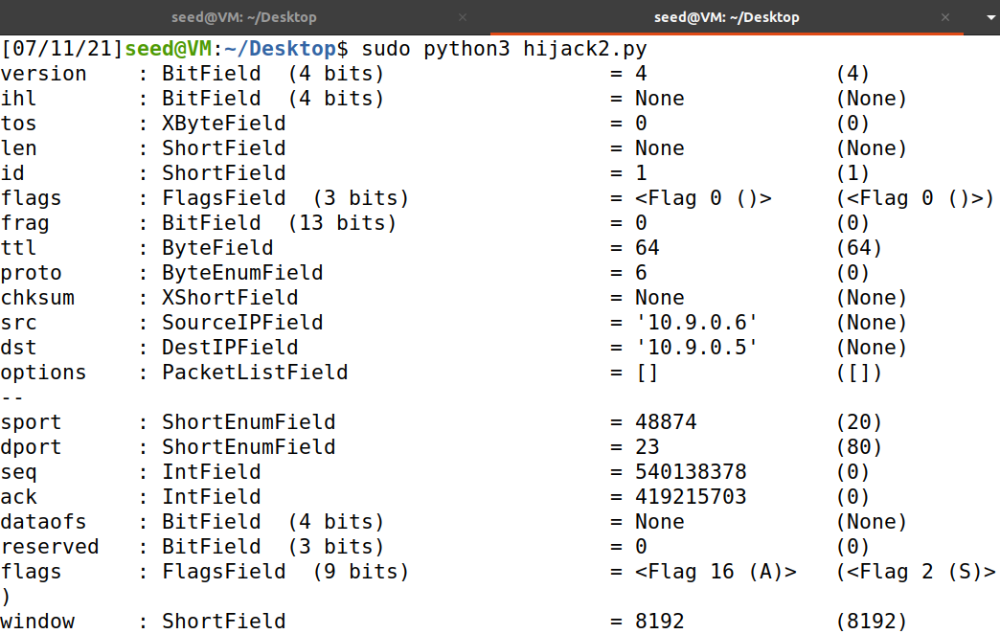 seed@VM: ~/Desktop × seed@VM: ~/Desktop ×
[07/11/21]seed@VM:~/Desktop$ sudo python3 hijack2.py
version    : BitField  (4 bits)                  = 4               (4)
ihl        : BitField  (4 bits)                  = None            (None)
tos        : XByteField                          = 0               (0)
len        : ShortField                          = None            (None)
id         : ShortField                          = 1               (1)
flags      : FlagsField  (3 bits)                = <Flag 0 ()>     (<Flag 0 ()>)
frag       : BitField  (13 bits)                 = 0               (0)
ttl        : ByteField                           = 64              (64)
proto      : ByteEnumField                       = 6               (0)
chksum     : XShortField                         = None            (None)
src        : SourceIPField                       = '10.9.0.6'      (None)
dst        : DestIPField                         = '10.9.0.5'      (None)
options    : PacketListField                     = []              ([])
--
sport      : ShortEnumField                      = 48874           (20)
dport      : ShortEnumField                      = 23              (80)
seq        : IntField                            = 540138378       (0)
ack        : IntField                            = 419215703       (0)
dataofs    : BitField  (4 bits)                  = None            (None)
reserved   : BitField  (3 bits)                  = 0               (0)
flags      : FlagsField  (9 bits)                = <Flag 16 (A)>   (<Flag 2 (S)>
)
window     : ShortField                          = 8192            (8192)